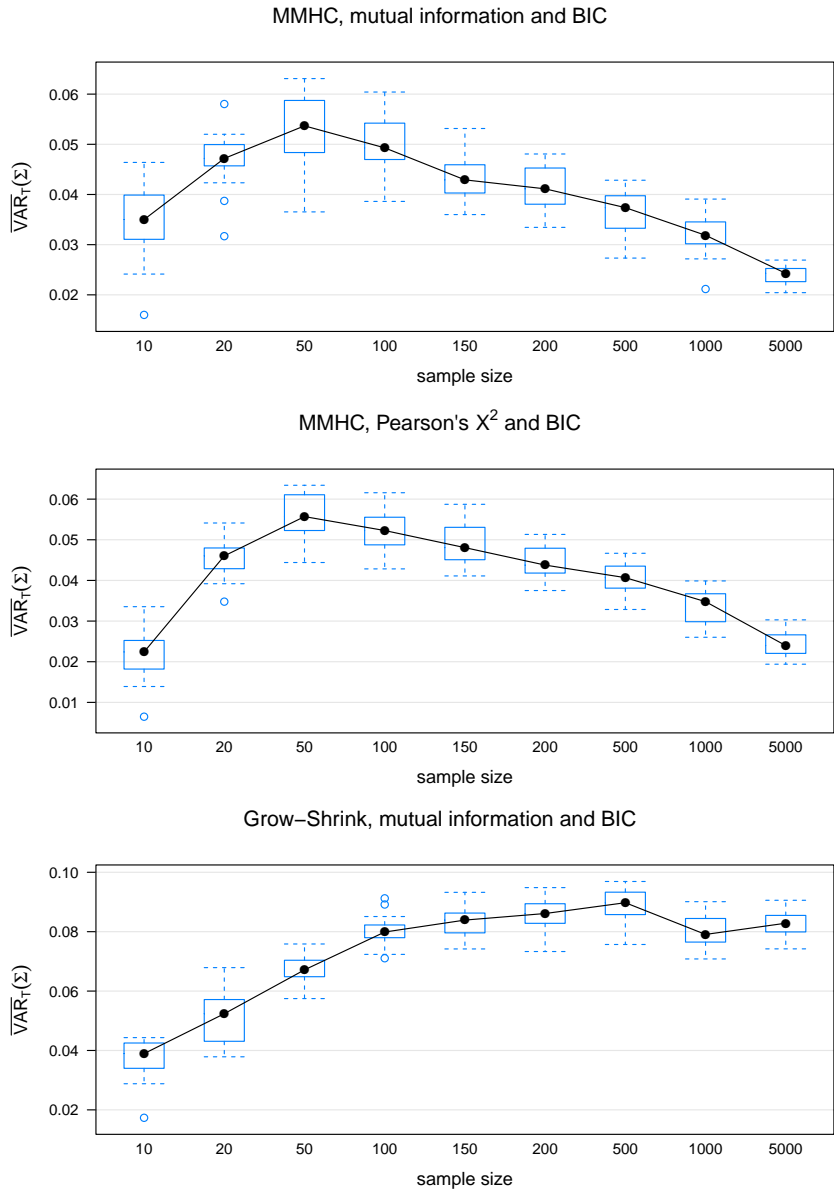 MMHC, mutual information and BIC
0.06
0.05
0.04
0.03
0.02
VAR_T(Σ)
10 20 50 100 150 200 500 1000 5000
sample size
MMHC, Pearson's X² and BIC
0.06
0.05
0.04
0.03
0.02
0.01
VAR_T(Σ)
10 20 50 100 150 200 500 1000 5000
sample size
Grow−Shrink, mutual information and BIC
0.10
0.08
0.06
0.04
0.02
VAR_T(Σ)
10 20 50 100 150 200 500 1000 5000
sample size